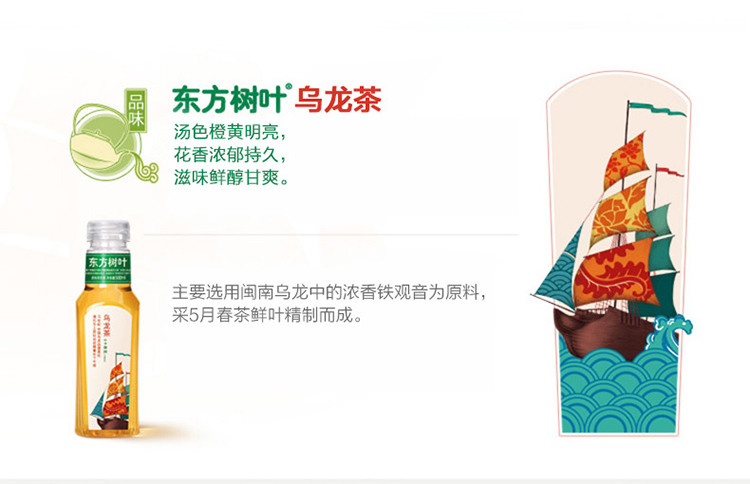 品味
东方树叶®乌龙茶
汤色橙黄明亮，
花香浓郁持久，
滋味鲜醇甘爽。
主要选用闽南乌龙中的浓香铁观音为原料，
采5月春茶鲜叶精制而成。
东方树叶
乌龙茶